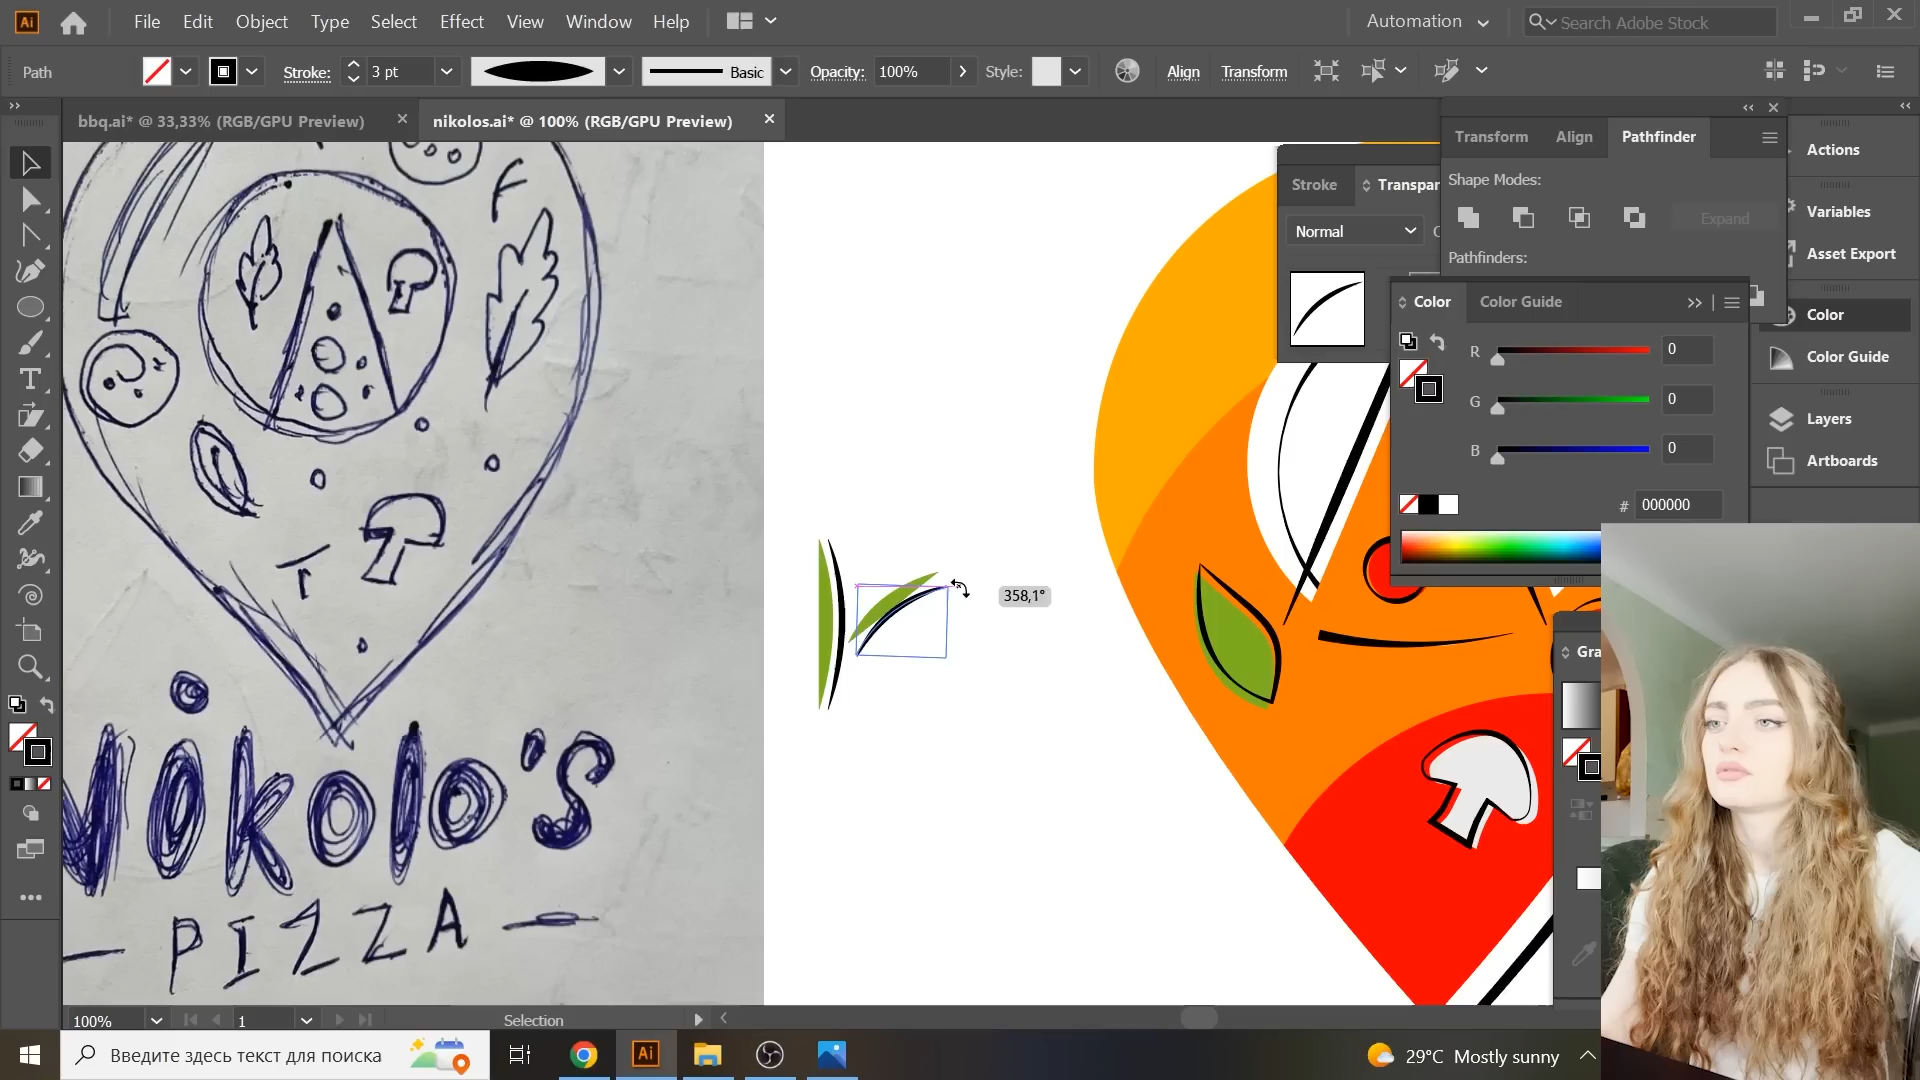 Ai File Edit Object Type Select Effect View Window Help Automation Search Adobe Stock
Path Stroke: 3 pt Basic Opacity: 100% Style: Align Transform
bbq.ai* @ 33,33% (RGB/GPU Preview) nikolos.ai* @ 100% (RGB/GPU Preview)
Transform Align Pathfinder
Actions
Shape Modes:
Stroke Transpar
Expand
Variables
Normal
Pathfinders:
Asset Export
Color Color Guide
Color
R 0
Color Guide
G 0
Layers
B 0
Artboards
# 000000
358,1°
Gra
Nikolo's
- PIZZA -
100% 1 Selection
Введите здесь текст для поиска
Ai
29°C Mostly sunny